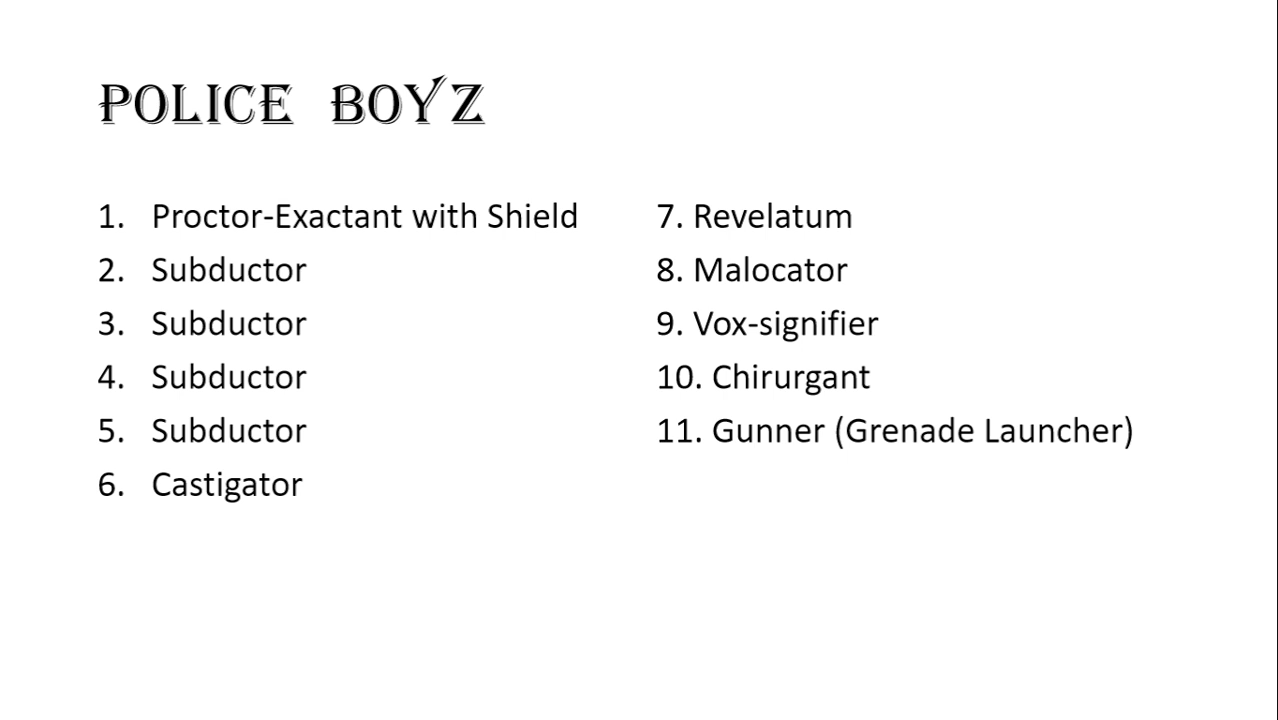 POLICE BOYZ
1. Proctor-Exactant with Shield
2. Subductor
3. Subductor
4. Subductor
5. Subductor
6. Castigator
7. Revelatum
8. Malocator
9. Vox-signifier
10. Chirurgant
11. Gunner (Grenade Launcher)